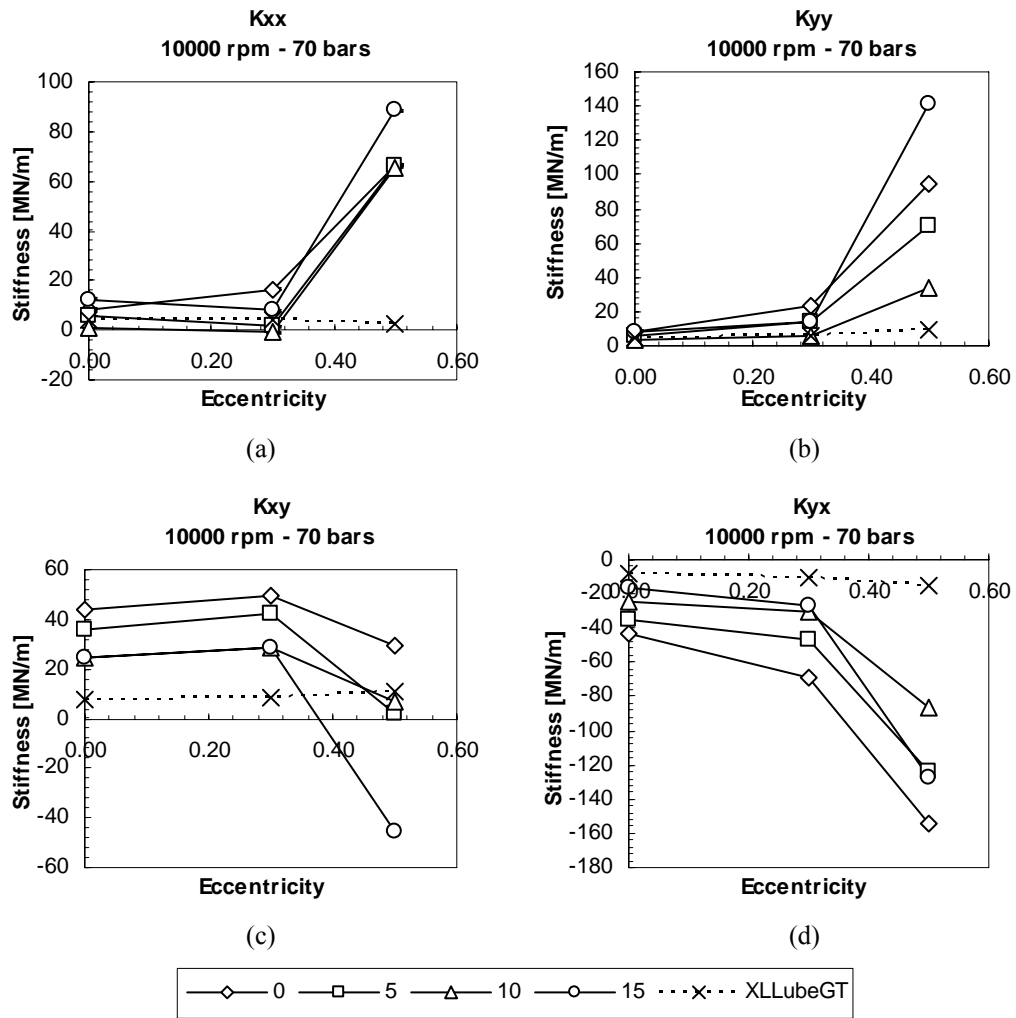 Kxx
10000 rpm - 70 bars
Stiffness [MN/m]
100
80
60
40
20
0
-20
0.00 0.20 0.40 0.60
Eccentricity
(a)
Kyy
10000 rpm - 70 bars
Stiffness [MN/m]
160
140
120
100
80
60
40
20
0
0.00 0.20 0.40 0.60
Eccentricity
(b)
Kxy
10000 rpm - 70 bars
Stiffness [MN/m]
60
40
20
0
-20
-40
-60
0.00 0.20 0.40 0.60
Eccentricity
(c)
Kyx
10000 rpm - 70 bars
Stiffness [MN/m]
0
-20
-40
-60
-80
-100
-120
-140
-160
-180
0.00 0.20 0.40 0.60
Eccentricity
(d)
0 5 10 15 XLLubeGT